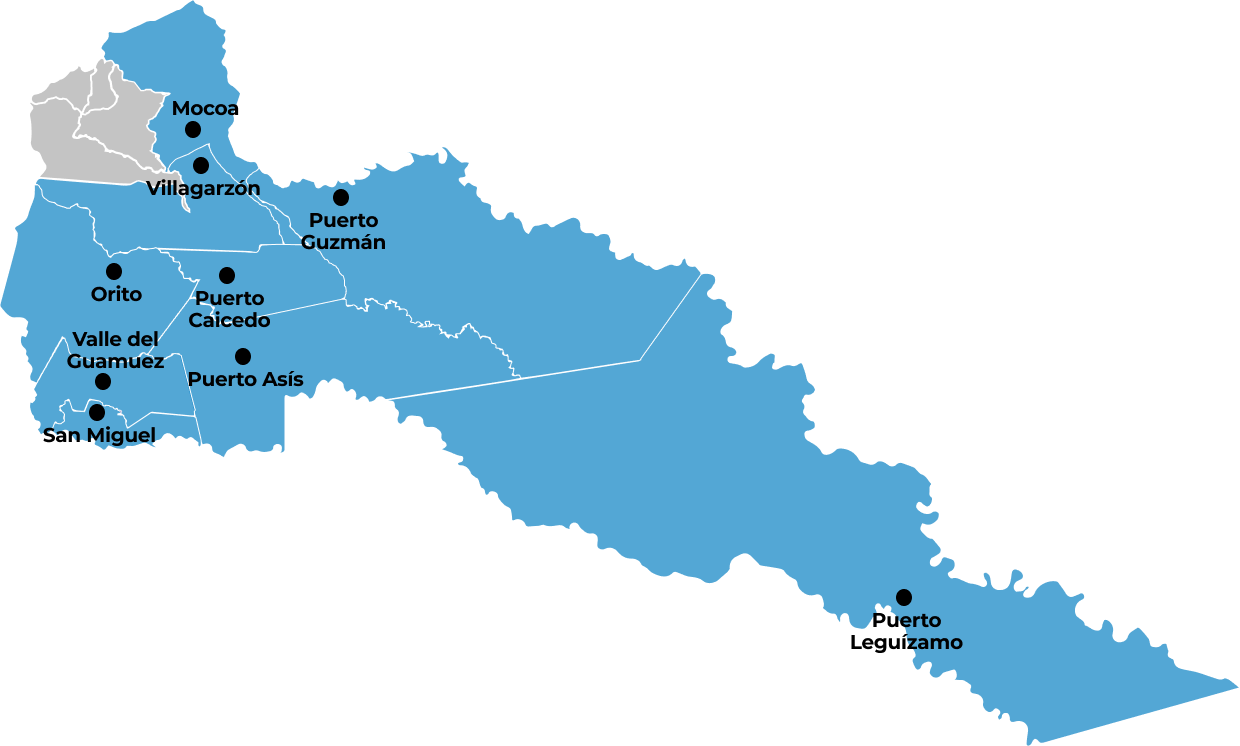 Mocoa
Villagarzón
Puerto
Guzmán
Orito
Puerto
Caicedo
Valle del
Guamuez
Puerto Asís
San Miguel
Puerto
Leguízamo